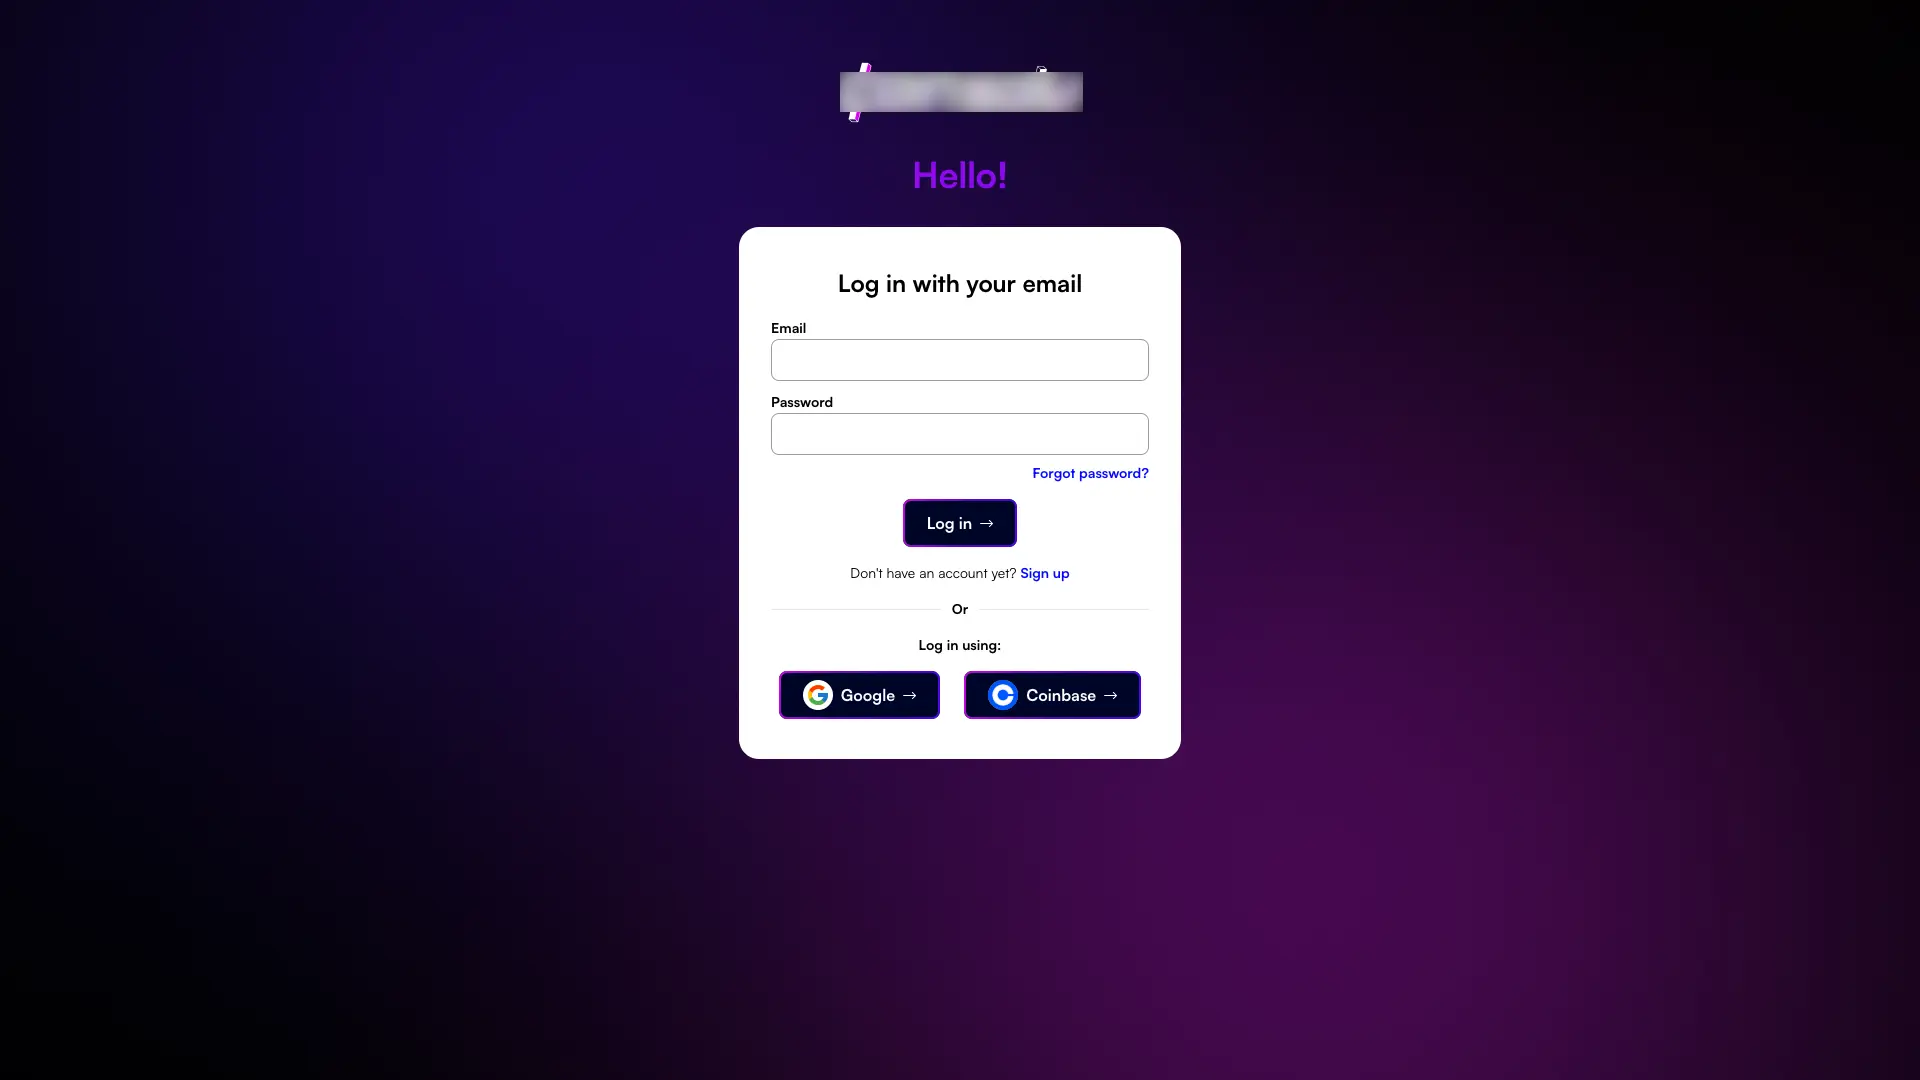 Hello!
Log in with your email
Email
Password
Forgot password?
Log in →
Don't have an account yet? Sign up
Or
Log in using:
Google →
Coinbase →